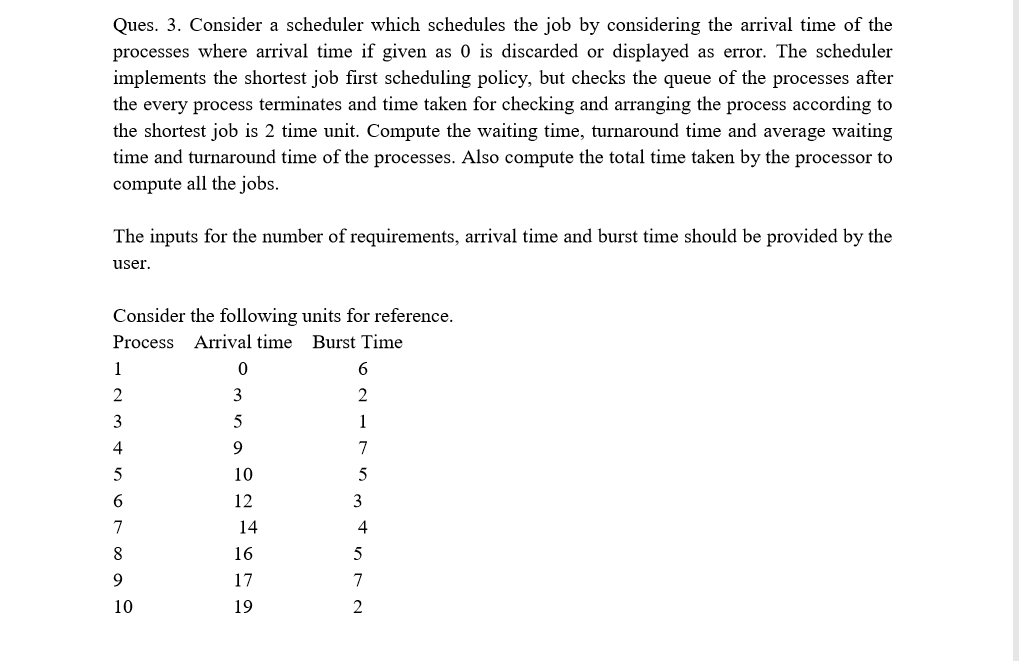 Ques. 3. Consider a scheduler which schedules the job by considering the arrival time of the
processes where arrival time if given as 0 is discarded or displayed as error. The scheduler
implements the shortest job first scheduling policy, but checks the queue of the processes after
the every process terminates and time taken for checking and arranging the process according to
the shortest job is 2 time unit. Compute the waiting time, turnaround time and average waiting
time and turnaround time of the processes. Also compute the total time taken by the processor to
compute all the jobs.
The inputs for the number of requirements, arrival time and burst time should be provided by the
user.
Consider the following units for reference.
Process Arrival time Burst Time
1 0 6
2 3 2
3 5 1
4 9 7
5 10 5
6 12 3
7 14 4
8 16 5
9 17 7
10 19 2